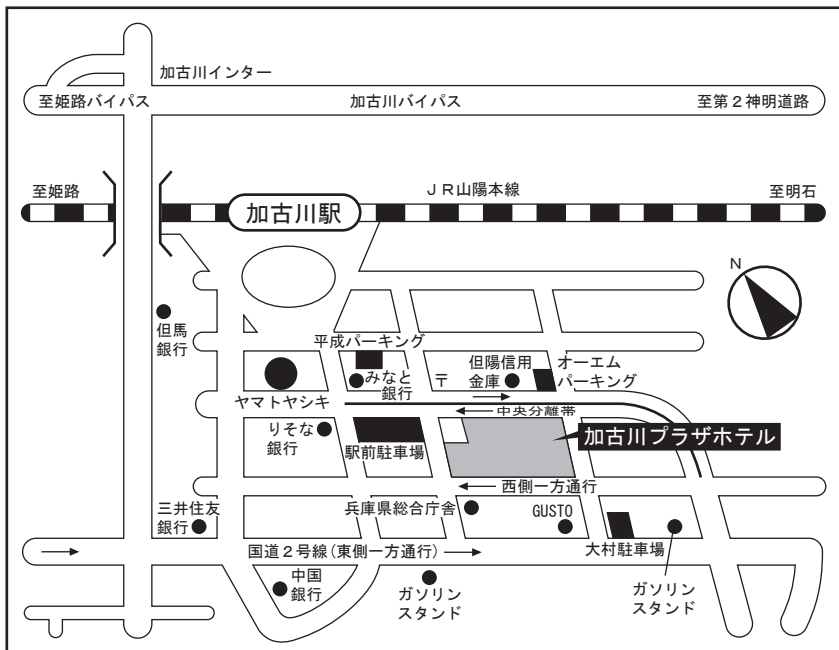 加古川インター
至姫路バイパス
加古川バイパス
至第２神明道路
至姫路
ＪＲ山陽本線
至明石
加古川駅
N
但馬
銀行
平成パーキング
みなと
銀行
〒
但陽信用
金庫
オーエム
パーキング
ヤマトヤシキ
中央分離帯
りそな
銀行
駅前駐車場
加古川プラザホテル
西側一方通行
三井住友
銀行
兵庫県総合庁舎
GUSTO
国道２号線(東側一方通行)
大村駐車場
中国
銀行
ガソリン
スタンド
ガソリン
スタンド